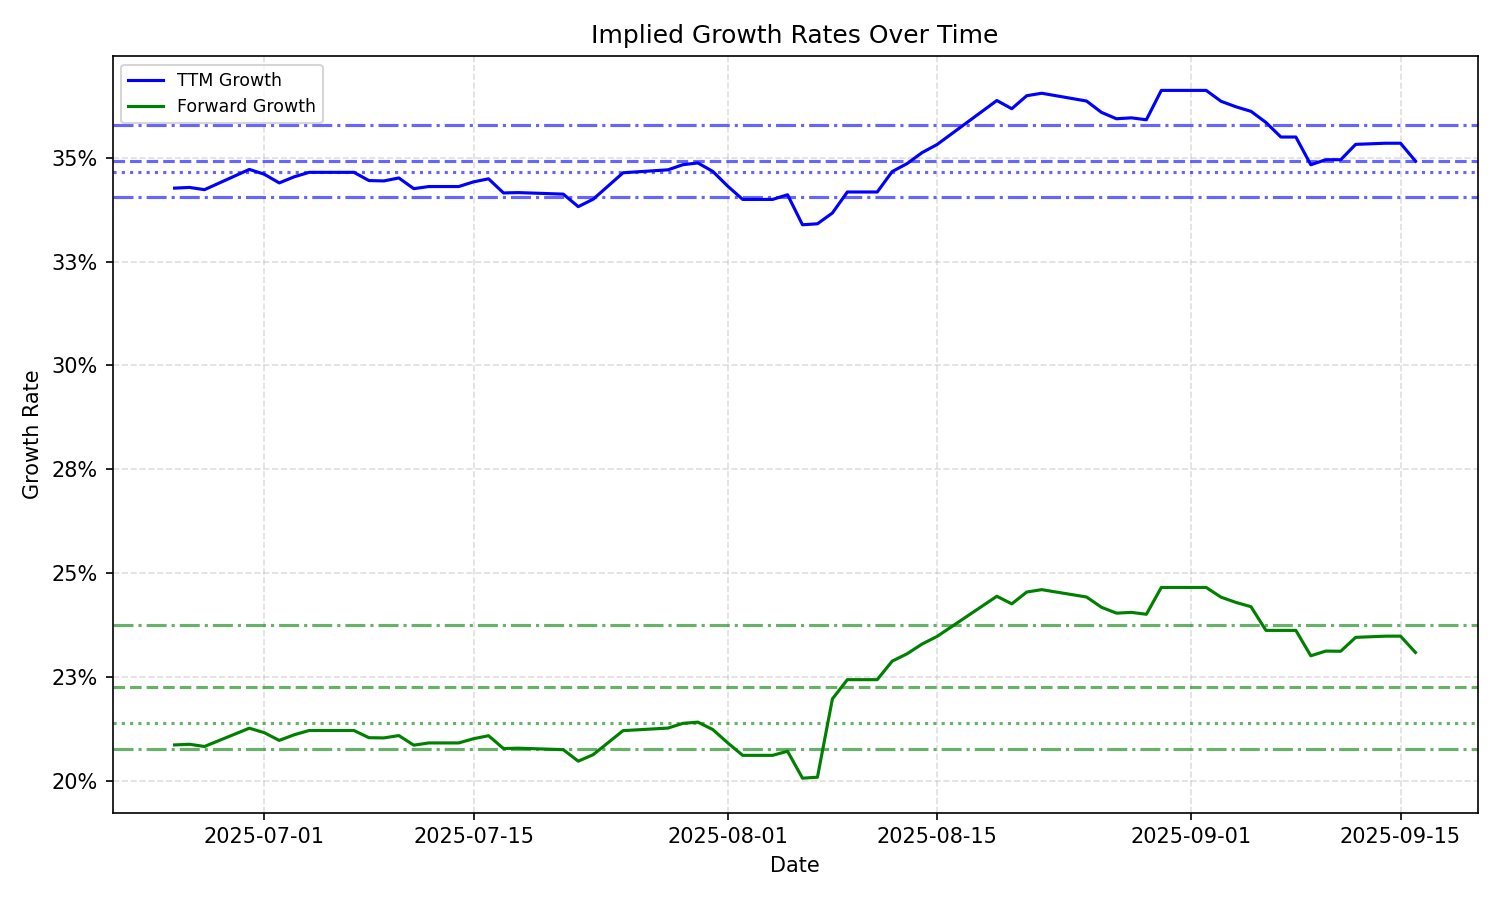 Implied Growth Rates Over Time
TTM Growth
Forward Growth
35%
33%
30%
28%
25%
23%
20%
Growth Rate
2025-07-01
2025-07-15
2025-08-01
2025-08-15
2025-09-01
2025-09-15
Date